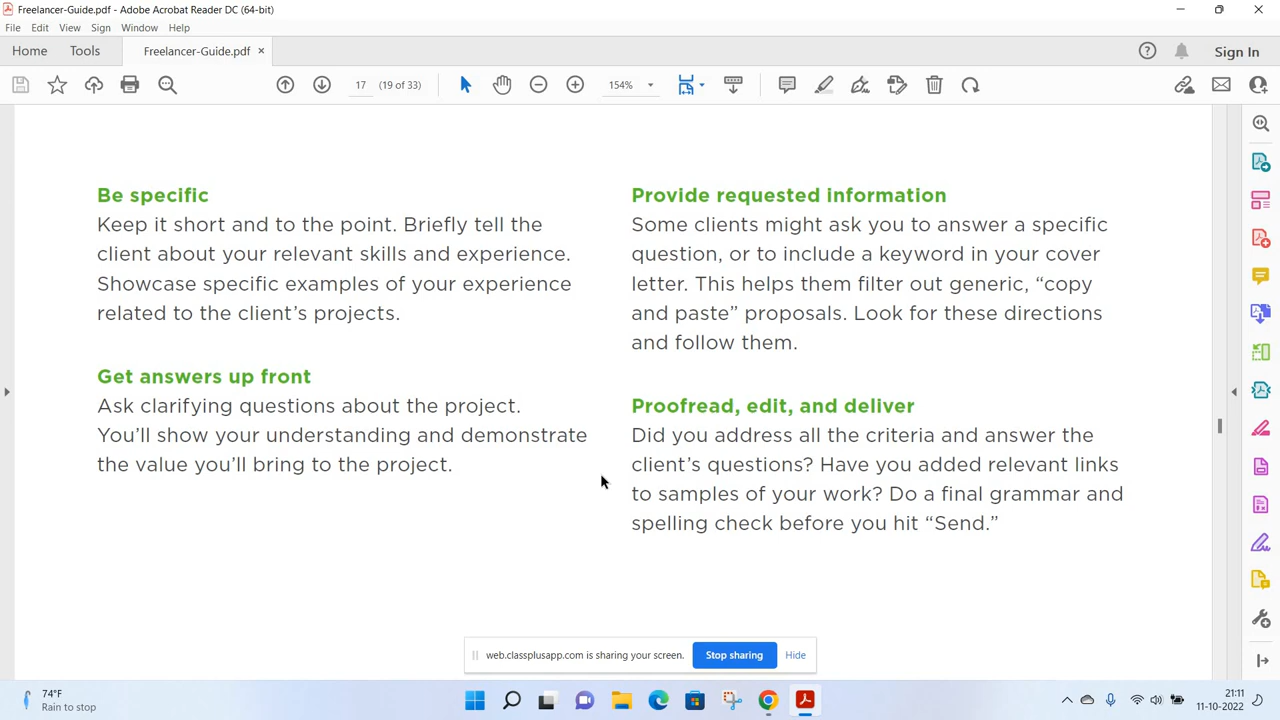 Freelancer-Guide.pdf - Adobe Acrobat Reader DC (64-bit)
File Edit View Sign Window Help
Home Tools Freelancer-Guide.pdf × Sign In
17 (19 of 33) 154%
Be specific
Keep it short and to the point. Briefly tell the
client about your relevant skills and experience.
Showcase specific examples of your experience
related to the client’s projects.
Get answers up front
Ask clarifying questions about the project.
You’ll show your understanding and demonstrate
the value you’ll bring to the project.
Provide requested information
Some clients might ask you to answer a specific
question, or to include a keyword in your cover
letter. This helps them filter out generic, “copy
and paste” proposals. Look for these directions
and follow them.
Proofread, edit, and deliver
Did you address all the criteria and answer the
client’s questions? Have you added relevant links
to samples of your work? Do a final grammar and
spelling check before you hit “Send.”
web.classplusapp.com is sharing your screen. Stop sharing Hide
74°F
Rain to stop
21:11
11-10-2022